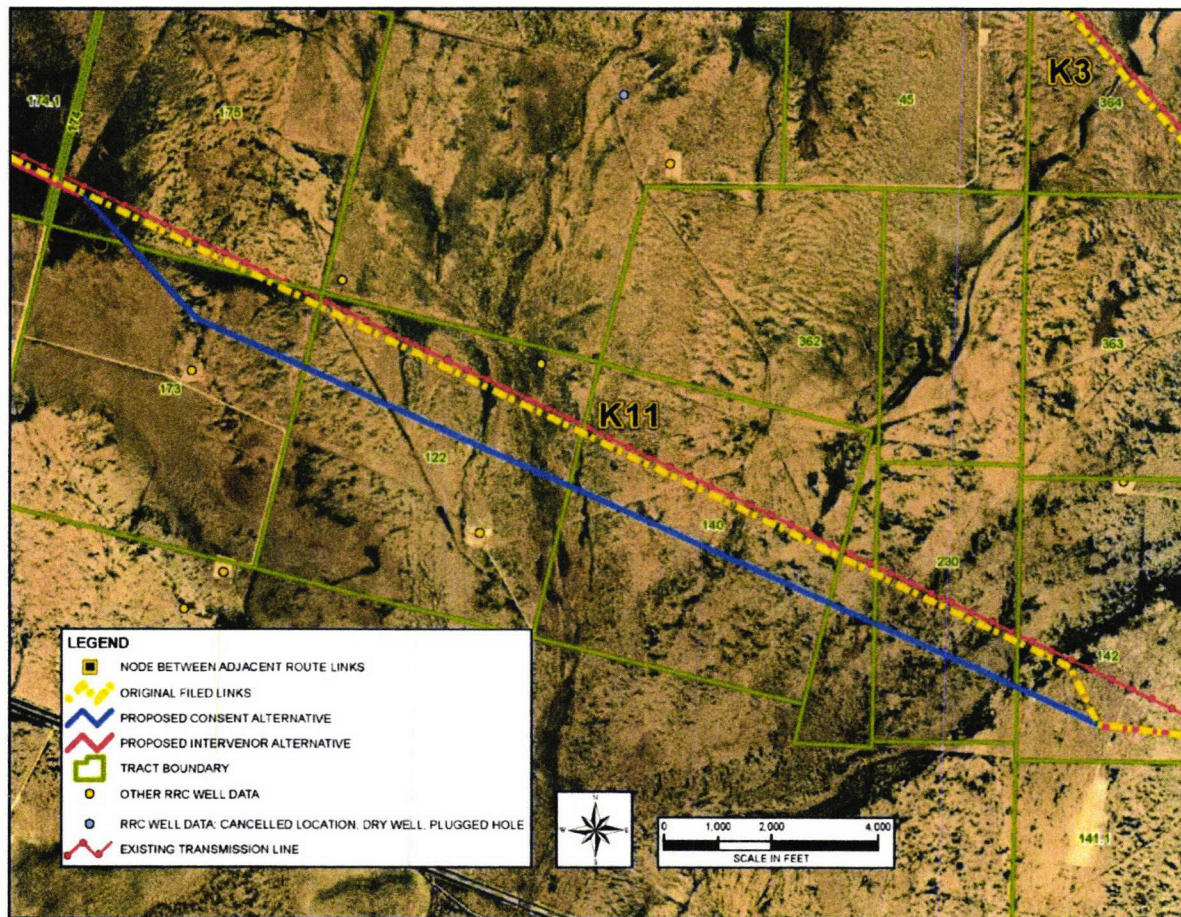 K3
174.1
174
175
45
364
362
363
173
K11
122
140
230
142
LEGEND
NODE BETWEEN ADJACENT ROUTE LINKS
ORIGINAL FILED LINKS
PROPOSED CONSENT ALTERNATIVE
PROPOSED INTERVENOR ALTERNATIVE
TRACT BOUNDARY
OTHER RRC WELL DATA
RRC WELL DATA: CANCELLED LOCATION, DRY WELL, PLUGGED HOLE
EXISTING TRANSMISSION LINE
N
W E
S
0 1,000 2,000 4,000
SCALE IN FEET
141.1